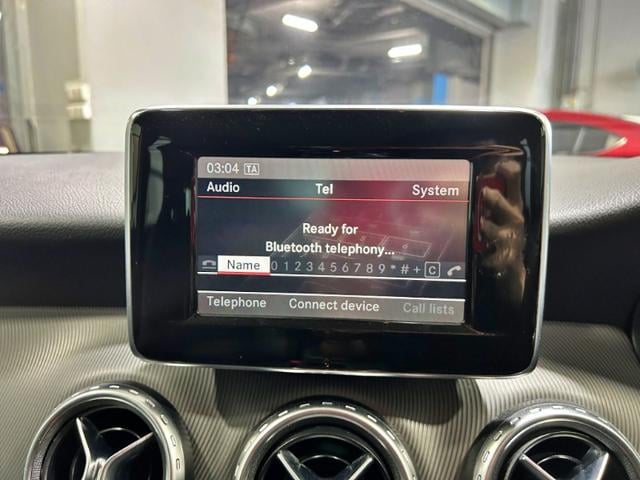 03:04 TA
Audio Tel System
Ready for
Bluetooth telephony...
Name 0 1 2 3 4 5 6 7 8 9 * # + C
Telephone Connect device Call lists